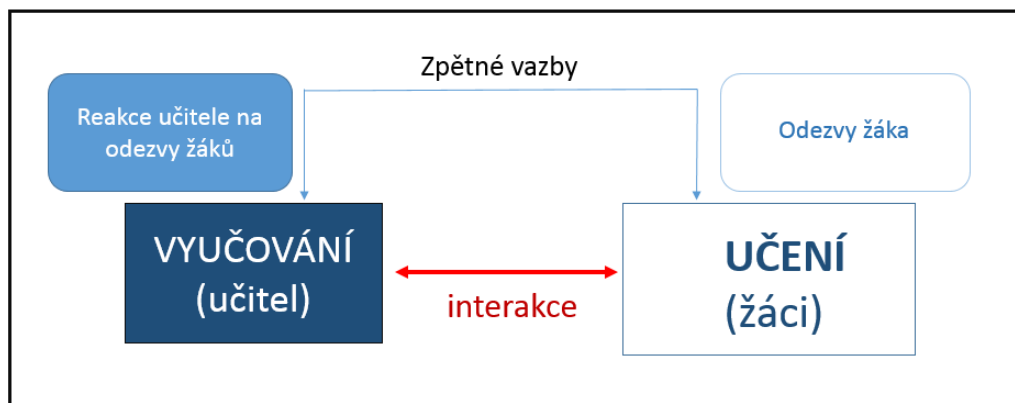 Zpětné vazby
Reakce učitele na
odezvy žáků
Odezvy žáka
VYUČOVÁNÍ
(učitel)
interakce
UČENÍ
(žáci)